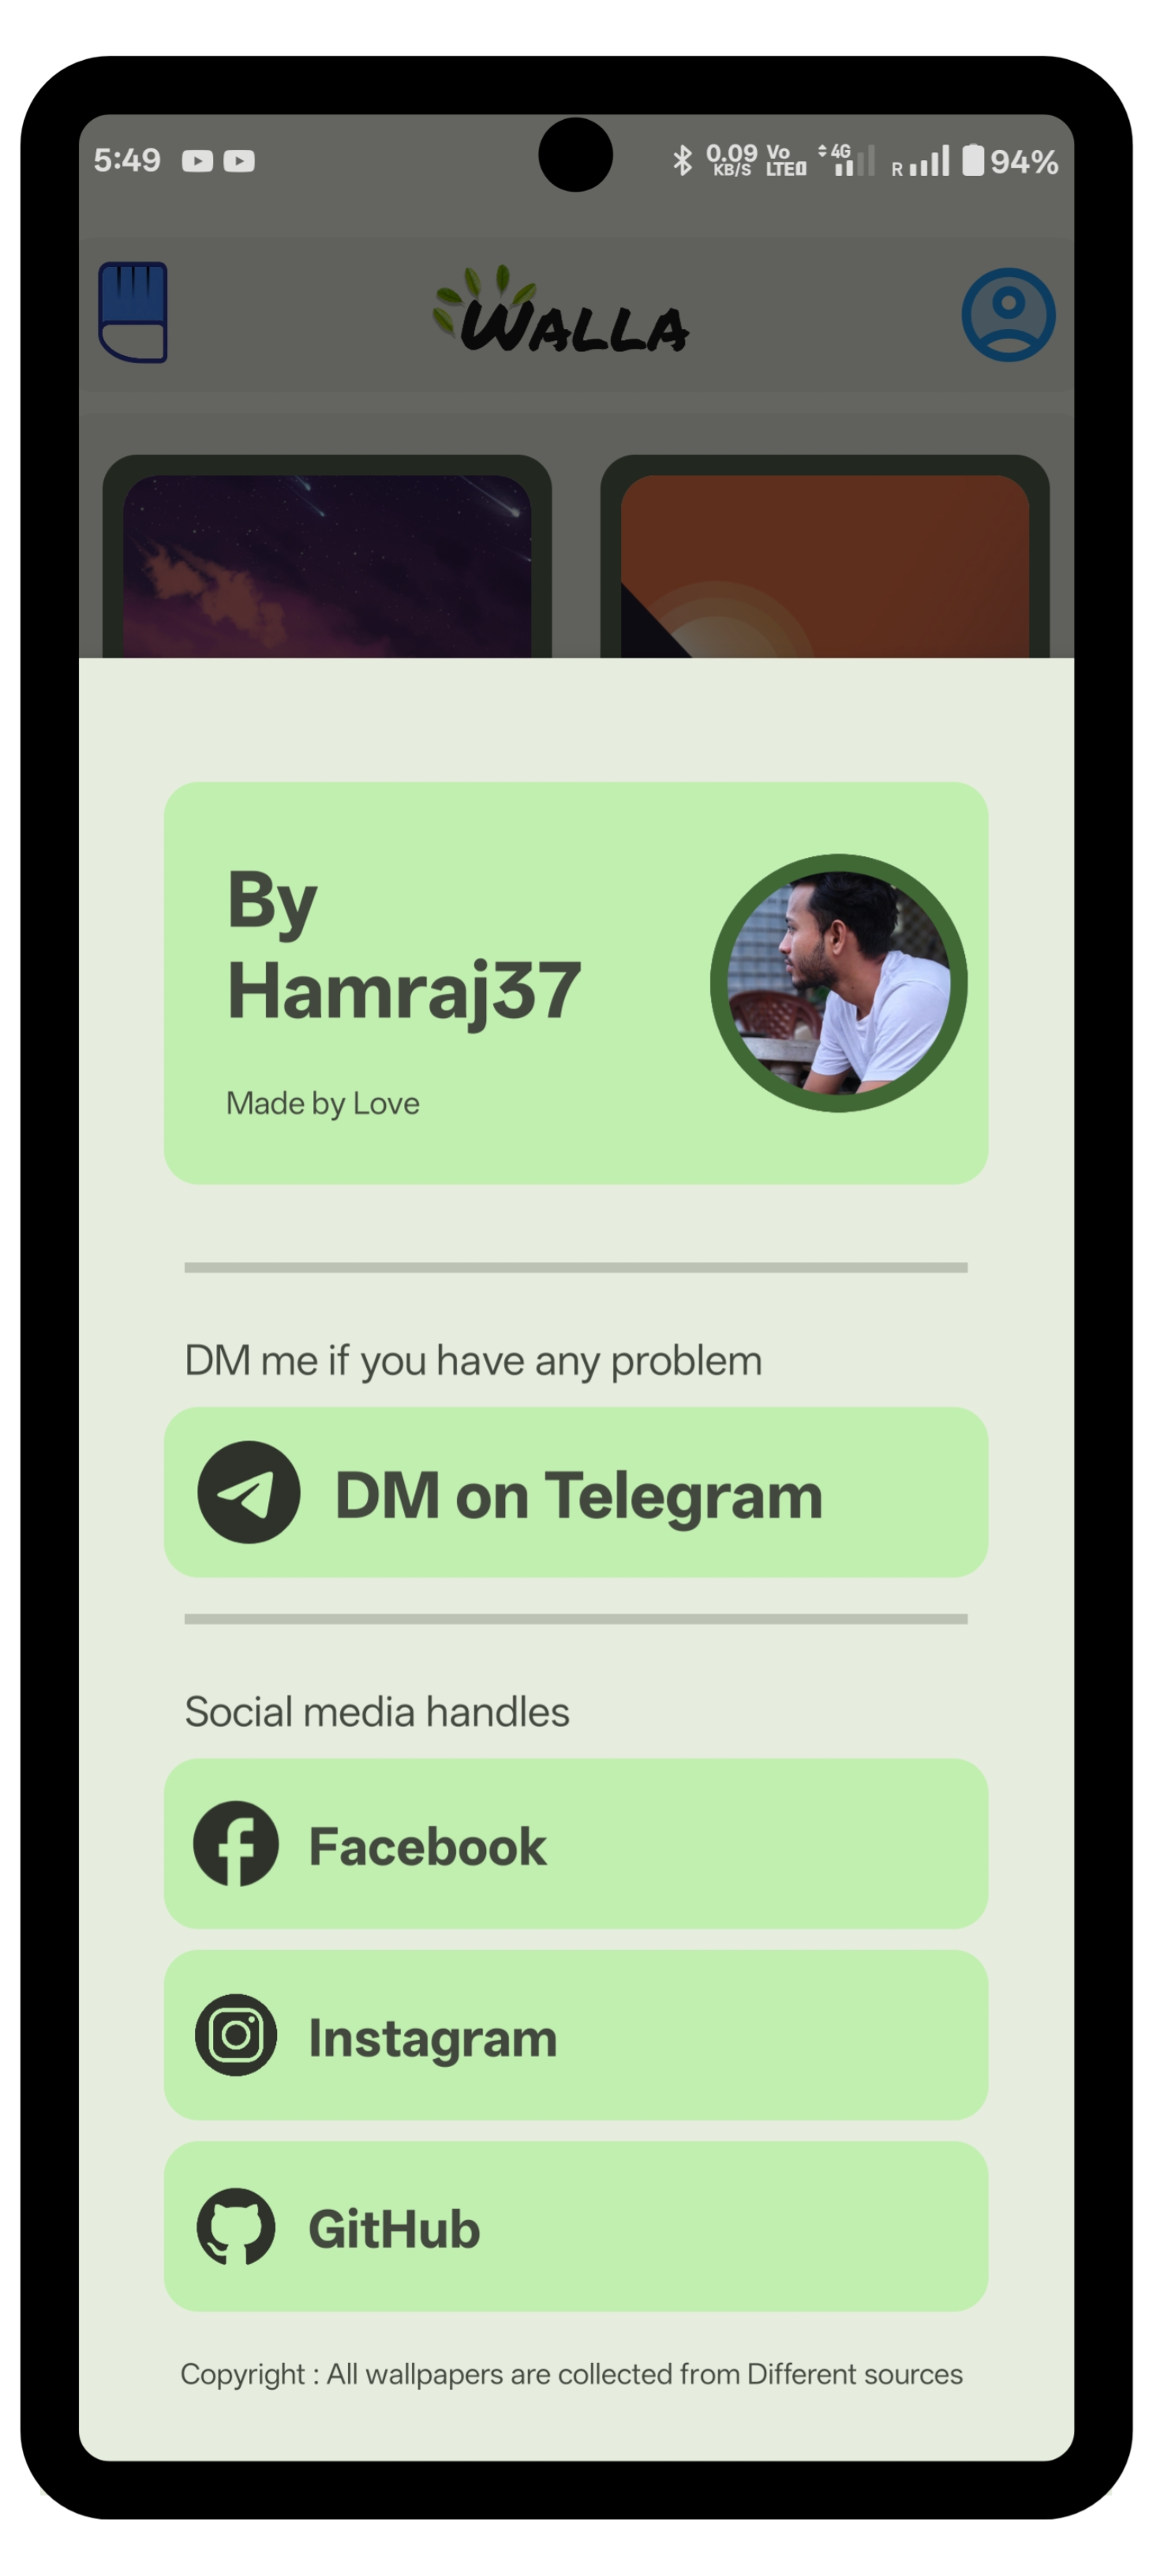 5:49
0.09 KB/S Vo LTE 4G R 94%
WALLA
By
Hamraj37
Made by Love
DM me if you have any problem
DM on Telegram
Social media handles
Facebook
Instagram
GitHub
Copyright : All wallpapers are collected from Different sources